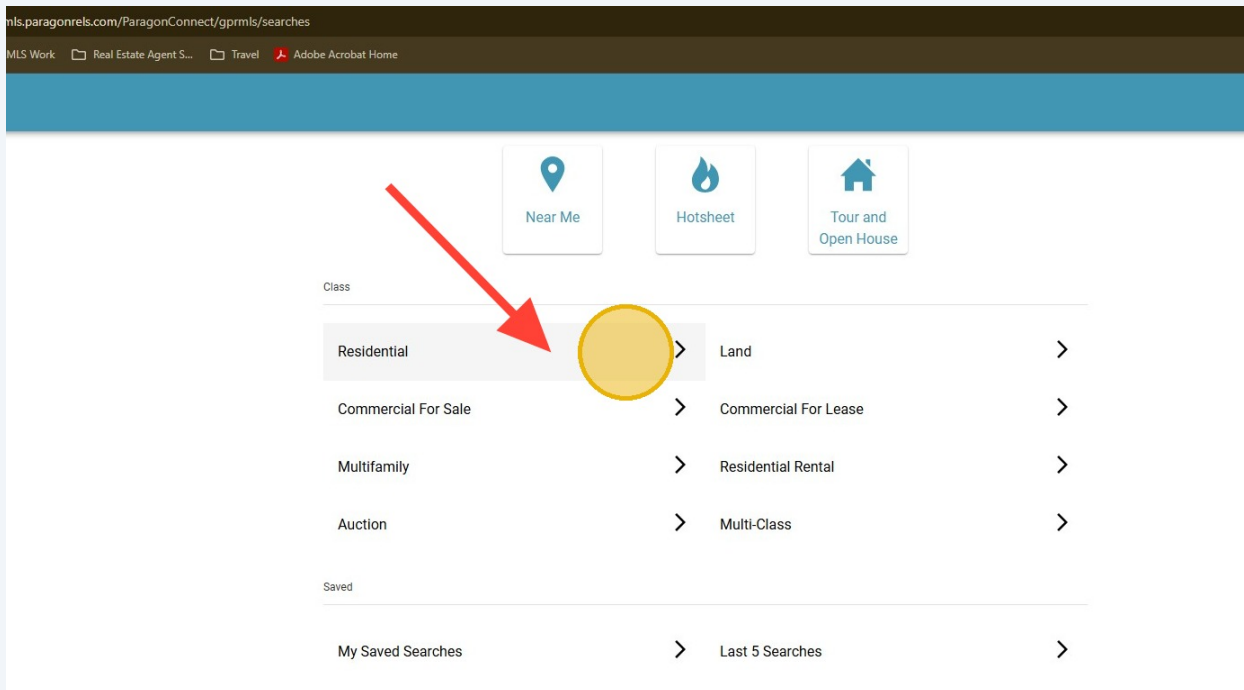 mls.paragonrels.com/ParagonConnect/gprmls/searches
MLS Work Real Estate Agent S... Travel Adobe Acrobat Home
Near Me Hotsheet Tour and
Open House
Class
Residential Land
Commercial For Sale Commercial For Lease
Multifamily Residential Rental
Auction Multi-Class
Saved
My Saved Searches Last 5 Searches